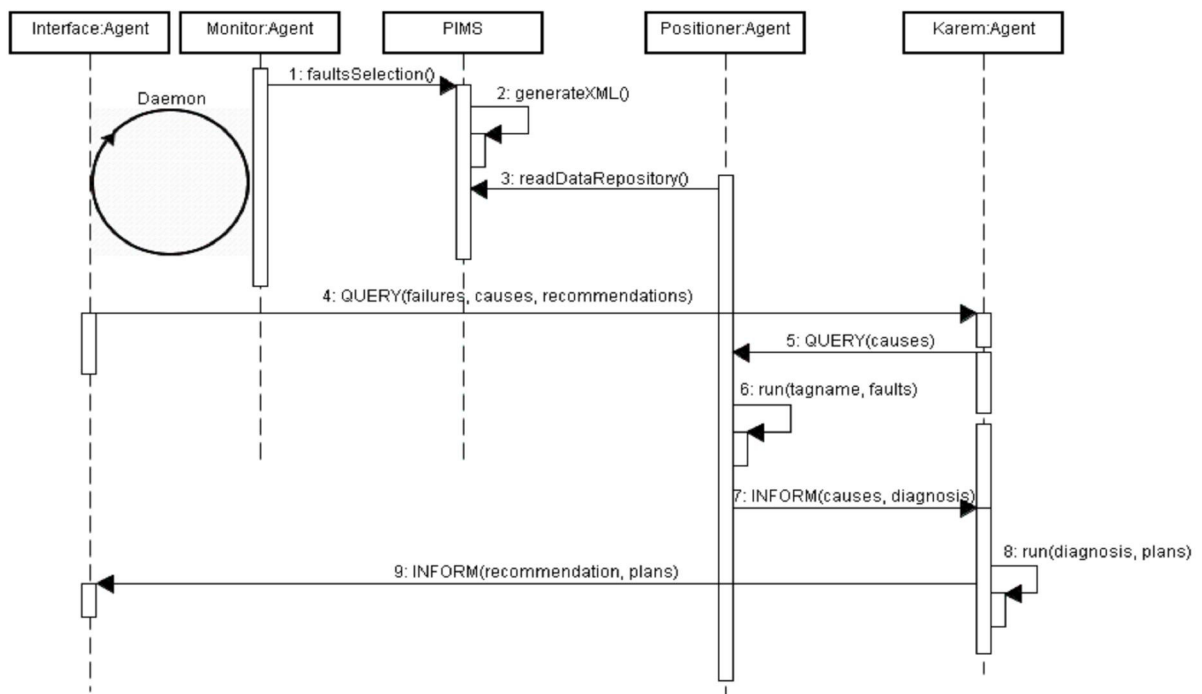 Interface:Agent
Monitor:Agent
PIMS
Positioner:Agent
Karem:Agent
1: faultsSelection()
Daemon
2: generateXML()
3: readDataRepository()
4: QUERY(failures, causes, recommendations)
5: QUERY(causes)
6: run(tagname, faults)
7: INFORM(causes, diagnosis)
8: run(diagnosis, plans)
9: INFORM(recommendation, plans)